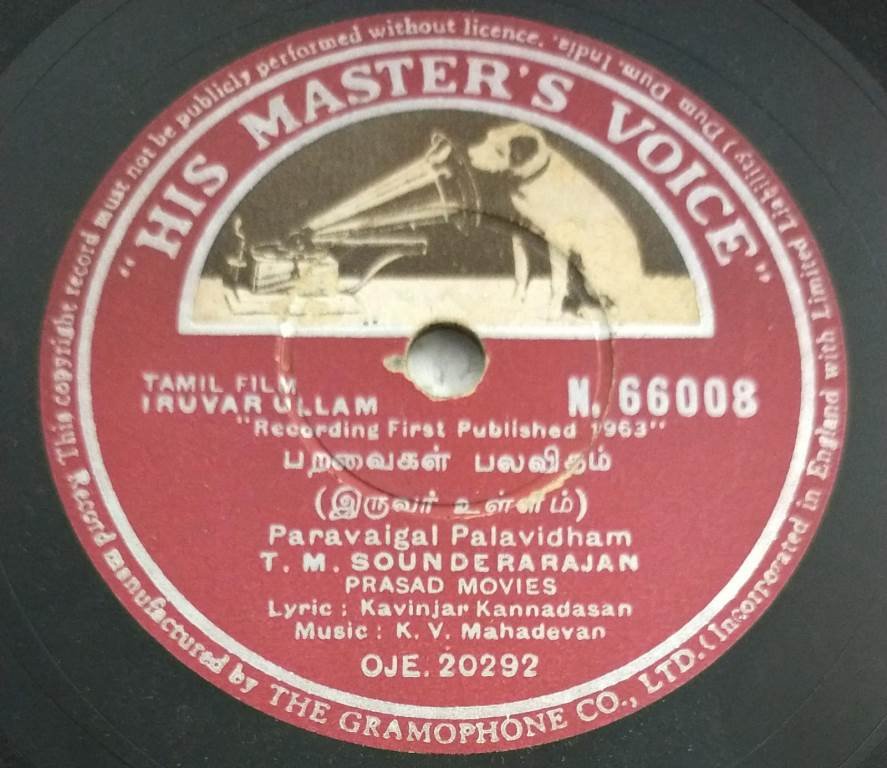 "HIS MASTER'S VOICE"
TAMIL FILM
IRUVAR ULLAM
N. 66008
"Recording First Published 1963"
பறவைகள் பலவிதம்
(இருவர் உள்ளம்)
Paravaigal Palavidham
T. M. SOUNDERARAJAN
PRASAD MOVIES
Lyric : Kavinjar Kannadasan
Music : K. V. Mahadevan
OJE. 20292
Record manufactured by THE GRAMOPHONE CO., LTD. (Incorporated in England with Limited Liability) Dum Dum, India.
This copyright record must not be publicly performed without licence.